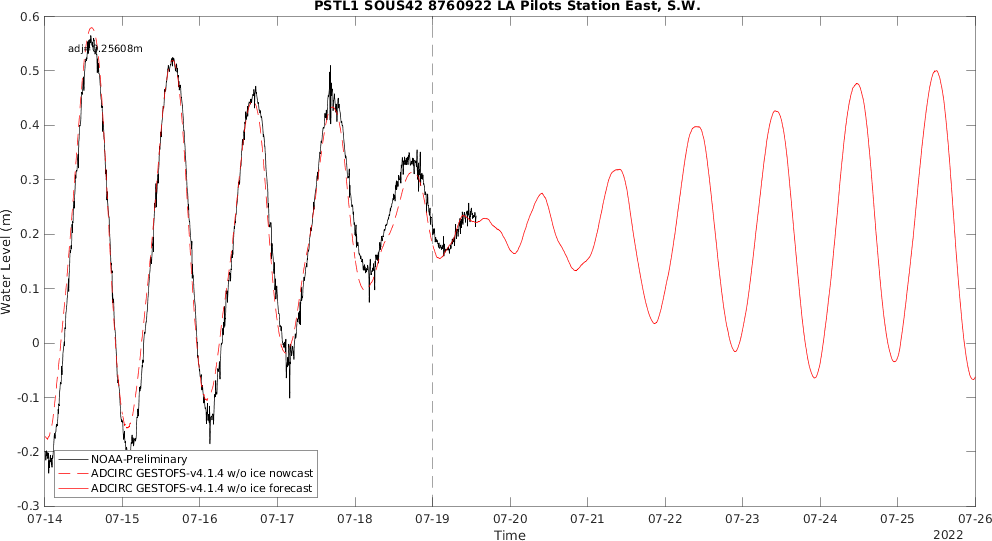 PSTL1 SOUS42 8760922 LA Pilots Station East, S.W.
0.6
0.5
0.4
0.3
0.2
0.1
0
-0.1
-0.2
-0.3
Water Level (m)
NOAA-Preliminary
ADCIRC GESTOFS-v4.1.4 w/o ice nowcast
ADCIRC GESTOFS-v4.1.4 w/o ice forecast
07-14 07-15 07-16 07-17 07-18 07-19 07-20 07-21 07-22 07-23 07-24 07-25 07-26
Time
2022